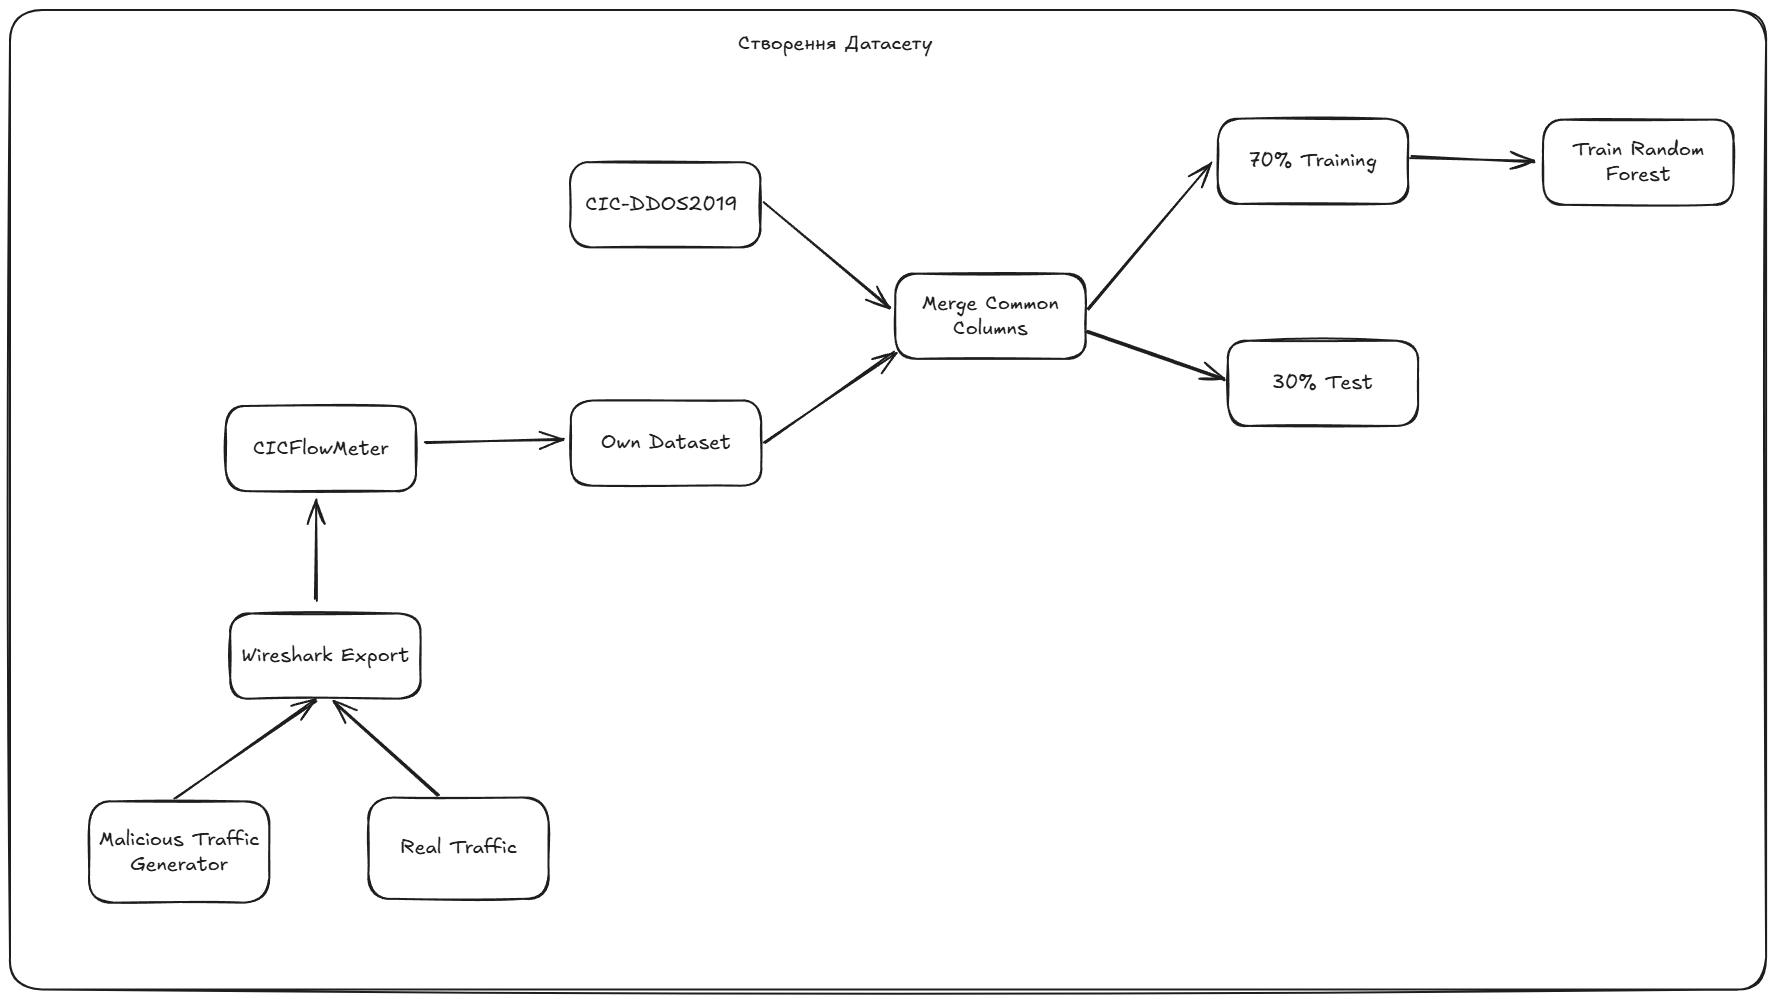 Створення Датасету
CIC-DDOS2019
70% Training
Train Random
Forest
Merge Common
Columns
30% Test
CICFlowMeter
Own Dataset
Wireshark Export
Malicious Traffic
Generator
Real Traffic